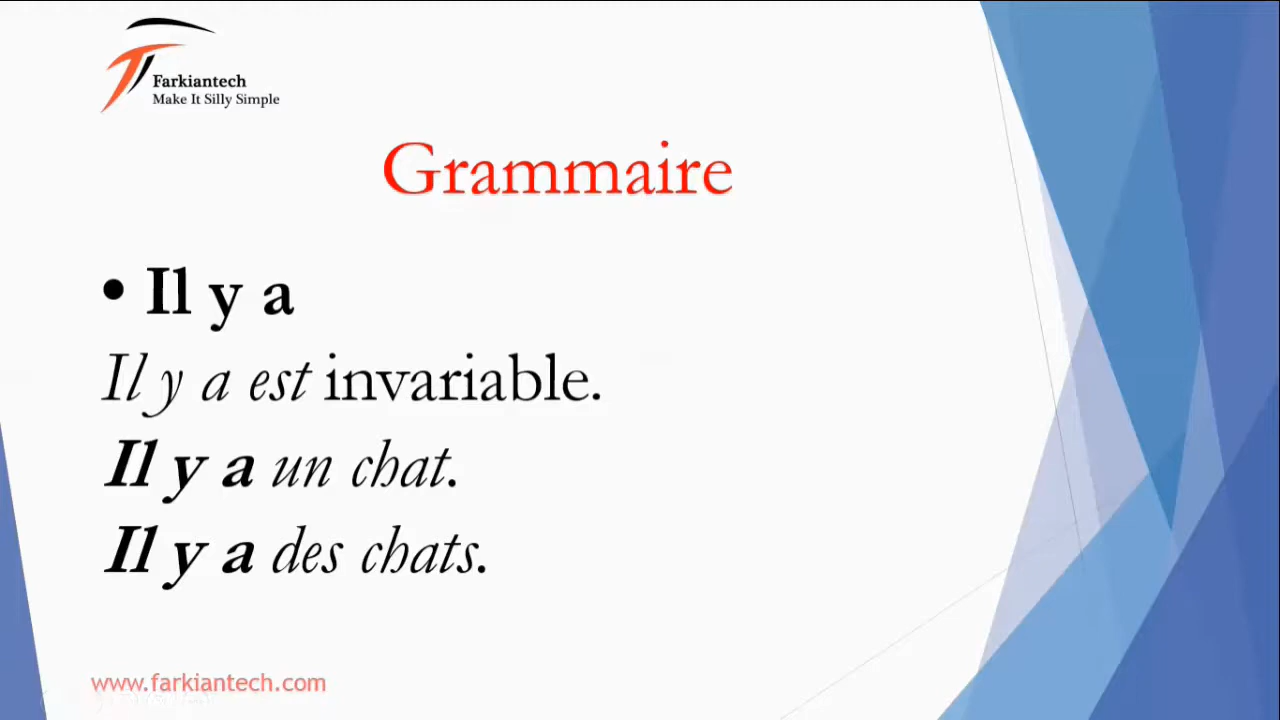 Farkiantech
Make It Silly Simple
Grammaire
• Il y a
Il y a est invariable.
Il y a un chat.
Il y a des chats.
www.farkiantech.com